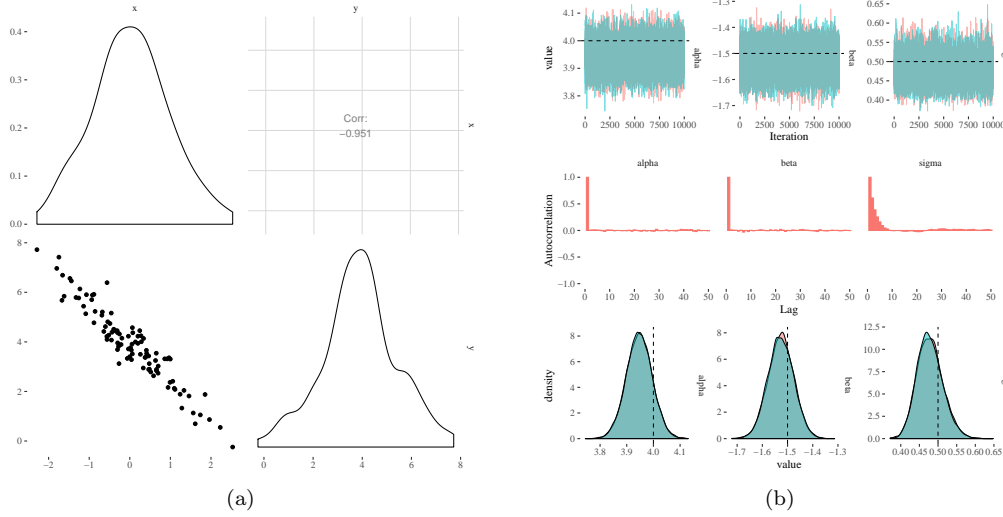 x
y
0.4
0.3
0.2
0.1
0.0
Corr:
−0.951
x
8
6
4
2
0
y
−2
−1
0
1
2
0
2
4
6
8
(a)
value
4.1
4.0
3.9
3.8
alpha
−1.3
−1.4
−1.5
−1.6
−1.7
beta
0.65
0.60
0.55
0.50
0.45
0.40
0 2500 5000 7500 10000
0 2500 5000 7500 10000
0 2500 5000 7500 10000
Iteration
alpha
beta
sigma
Autocorrelation
1.0
0.5
0.0
−0.5
−1.0
0 10 20 30 40 50
0 10 20 30 40 50
0 10 20 30 40 50
Lag
density
8
6
4
2
0
alpha
8
6
4
2
0
beta
12.5
10.0
7.5
5.0
2.5
0.0
3.8 3.9 4.0 4.1
−1.7 −1.6 −1.5 −1.4 −1.3
0.40 0.45 0.50 0.55 0.60 0.65
value
(b)